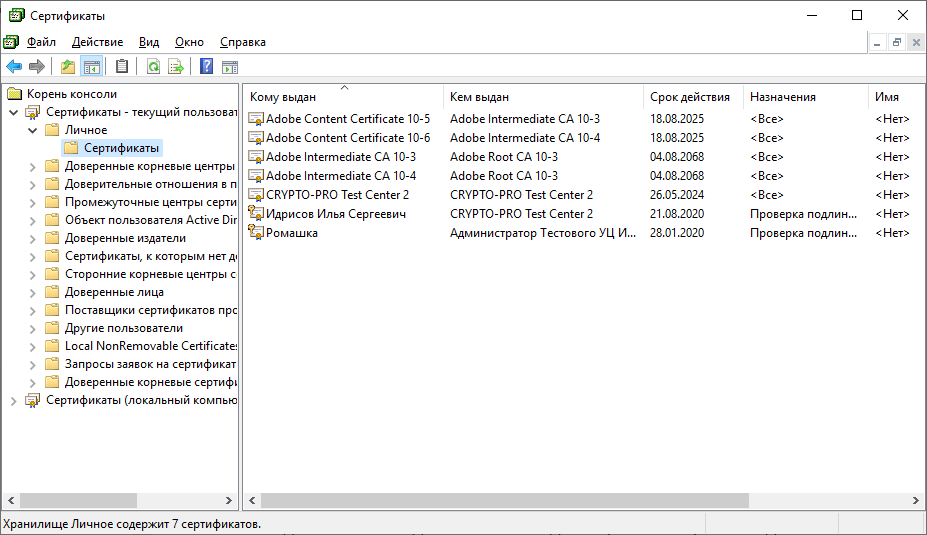 Сертификаты
Файл Действие Вид Окно Справка
Корень консоли
Сертификаты - текущий пользоват
Личное
Сертификаты
Доверенные корневые центры
Доверительные отношения в п
Промежуточные центры серти
Объект пользователя Active Dir
Доверенные издатели
Сертификаты, к которым нет д
Сторонние корневые центры с
Доверенные лица
Поставщики сертификатов про
Другие пользователи
Local NonRemovable Certificates
Запросы заявок на сертификат
Доверенные корневые сертифи
Сертификаты (локальный компью
Кому выдан Кем выдан Срок действия Назначения Имя
Adobe Content Certificate 10-5 Adobe Intermediate CA 10-3 18.08.2025 <Все> <Нет>
Adobe Content Certificate 10-6 Adobe Intermediate CA 10-4 18.08.2025 <Все> <Нет>
Adobe Intermediate CA 10-3 Adobe Root CA 10-3 04.08.2068 <Все> <Нет>
Adobe Intermediate CA 10-4 Adobe Root CA 10-3 04.08.2068 <Все> <Нет>
CRYPTO-PRO Test Center 2 CRYPTO-PRO Test Center 2 26.05.2024 <Все> <Нет>
Идрисов Илья Сергеевич CRYPTO-PRO Test Center 2 21.08.2020 Проверка подлин... <Нет>
Ромашка Администратор Тестового УЦ И... 28.01.2020 Проверка подлин... <Нет>
Хранилище Личное содержит 7 сертификатов.